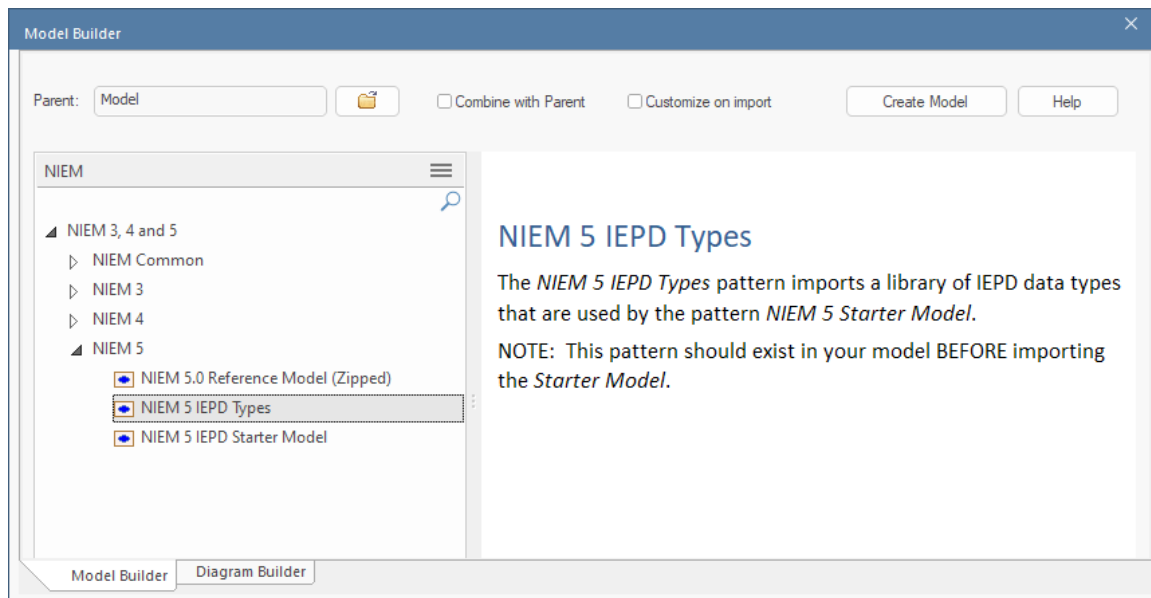 Model Builder
Parent: Model Combine with Parent Customize on import Create Model Help
NIEM
NIEM 3, 4 and 5
NIEM Common
NIEM 3
NIEM 4
NIEM 5
NIEM 5.0 Reference Model (Zipped)
NIEM 5 IEPD Types
NIEM 5 IEPD Starter Model
NIEM 5 IEPD Types
The NIEM 5 IEPD Types pattern imports a library of IEPD data types
that are used by the pattern NIEM 5 Starter Model.
NOTE: This pattern should exist in your model BEFORE importing
the Starter Model.
Model Builder Diagram Builder